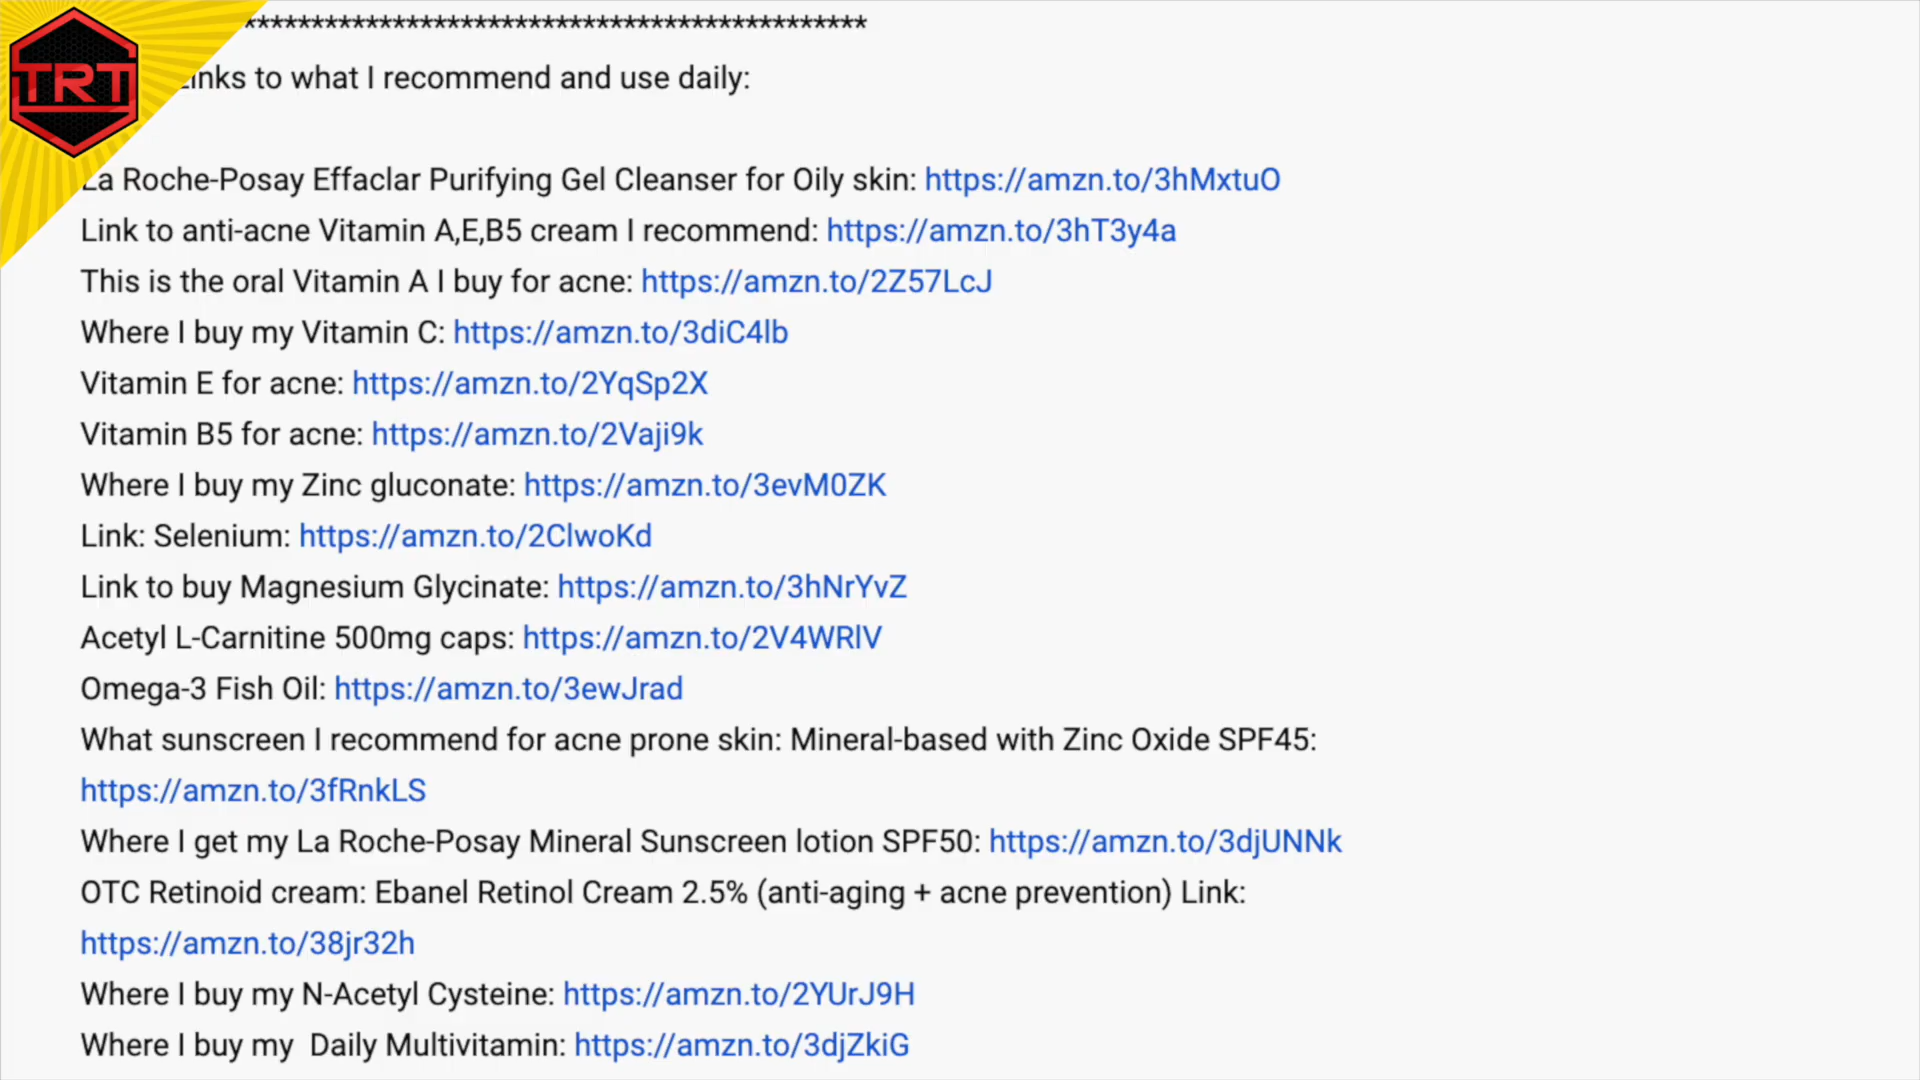 **********************************************
TRT
inks to what I recommend and use daily:
La Roche-Posay Effaclar Purifying Gel Cleanser for Oily skin: https://amzn.to/3hMxtuO
Link to anti-acne Vitamin A,E,B5 cream I recommend: https://amzn.to/3hT3y4a
This is the oral Vitamin A I buy for acne: https://amzn.to/2Z57LcJ
Where I buy my Vitamin C: https://amzn.to/3diC4lb
Vitamin E for acne: https://amzn.to/2YqSp2X
Vitamin B5 for acne: https://amzn.to/2Vaji9k
Where I buy my Zinc gluconate: https://amzn.to/3evM0ZK
Link: Selenium: https://amzn.to/2ClwoKd
Link to buy Magnesium Glycinate: https://amzn.to/3hNrYvZ
Acetyl L-Carnitine 500mg caps: https://amzn.to/2V4WRlV
Omega-3 Fish Oil: https://amzn.to/3ewJrad
What sunscreen I recommend for acne prone skin: Mineral-based with Zinc Oxide SPF45:
https://amzn.to/3fRnkLS
Where I get my La Roche-Posay Mineral Sunscreen lotion SPF50: https://amzn.to/3djUNNk
OTC Retinoid cream: Ebanel Retinol Cream 2.5% (anti-aging + acne prevention) Link:
https://amzn.to/38jr32h
Where I buy my N-Acetyl Cysteine: https://amzn.to/2YUrJ9H
Where I buy my  Daily Multivitamin: https://amzn.to/3djZkiG